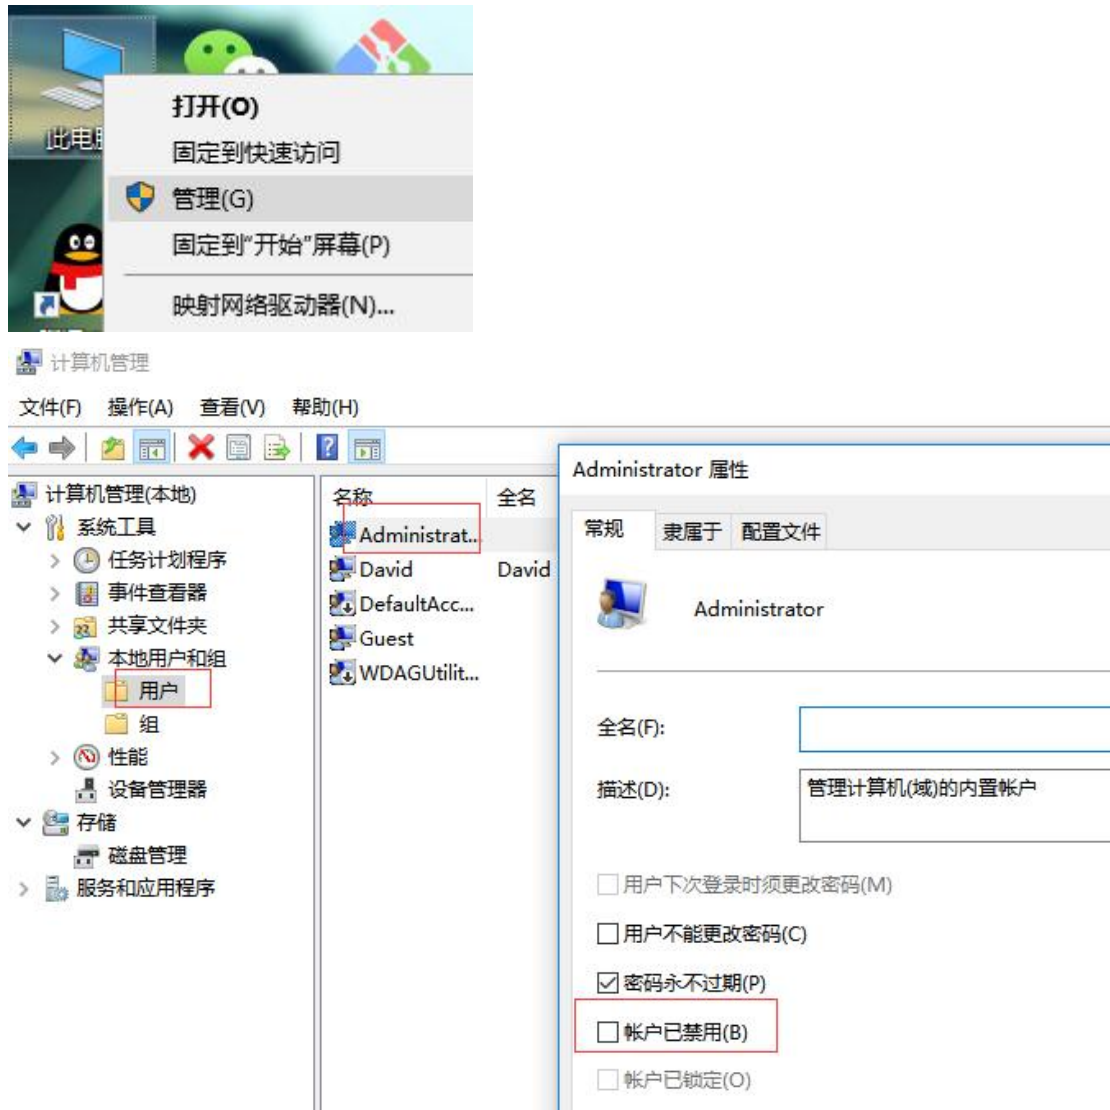 此电脑
打开(O)
固定到快速访问
管理(G)
固定到“开始”屏幕(P)
映射网络驱动器(N)...
计算机管理
文件(F) 操作(A) 查看(V) 帮助(H)
计算机管理(本地)
系统工具
任务计划程序
事件查看器
共享文件夹
本地用户和组
用户
组
性能
设备管理器
存储
磁盘管理
服务和应用程序
名称 全名
Administrat...
David David
DefaultAcc...
Guest
WDAGUtilit...
Administrator 属性
常规 隶属于 配置文件
Administrator
全名(F):
描述(D): 管理计算机(域)的内置帐户
用户下次登录时须更改密码(M)
用户不能更改密码(C)
密码永不过期(P)
帐户已禁用(B)
帐户已锁定(O)